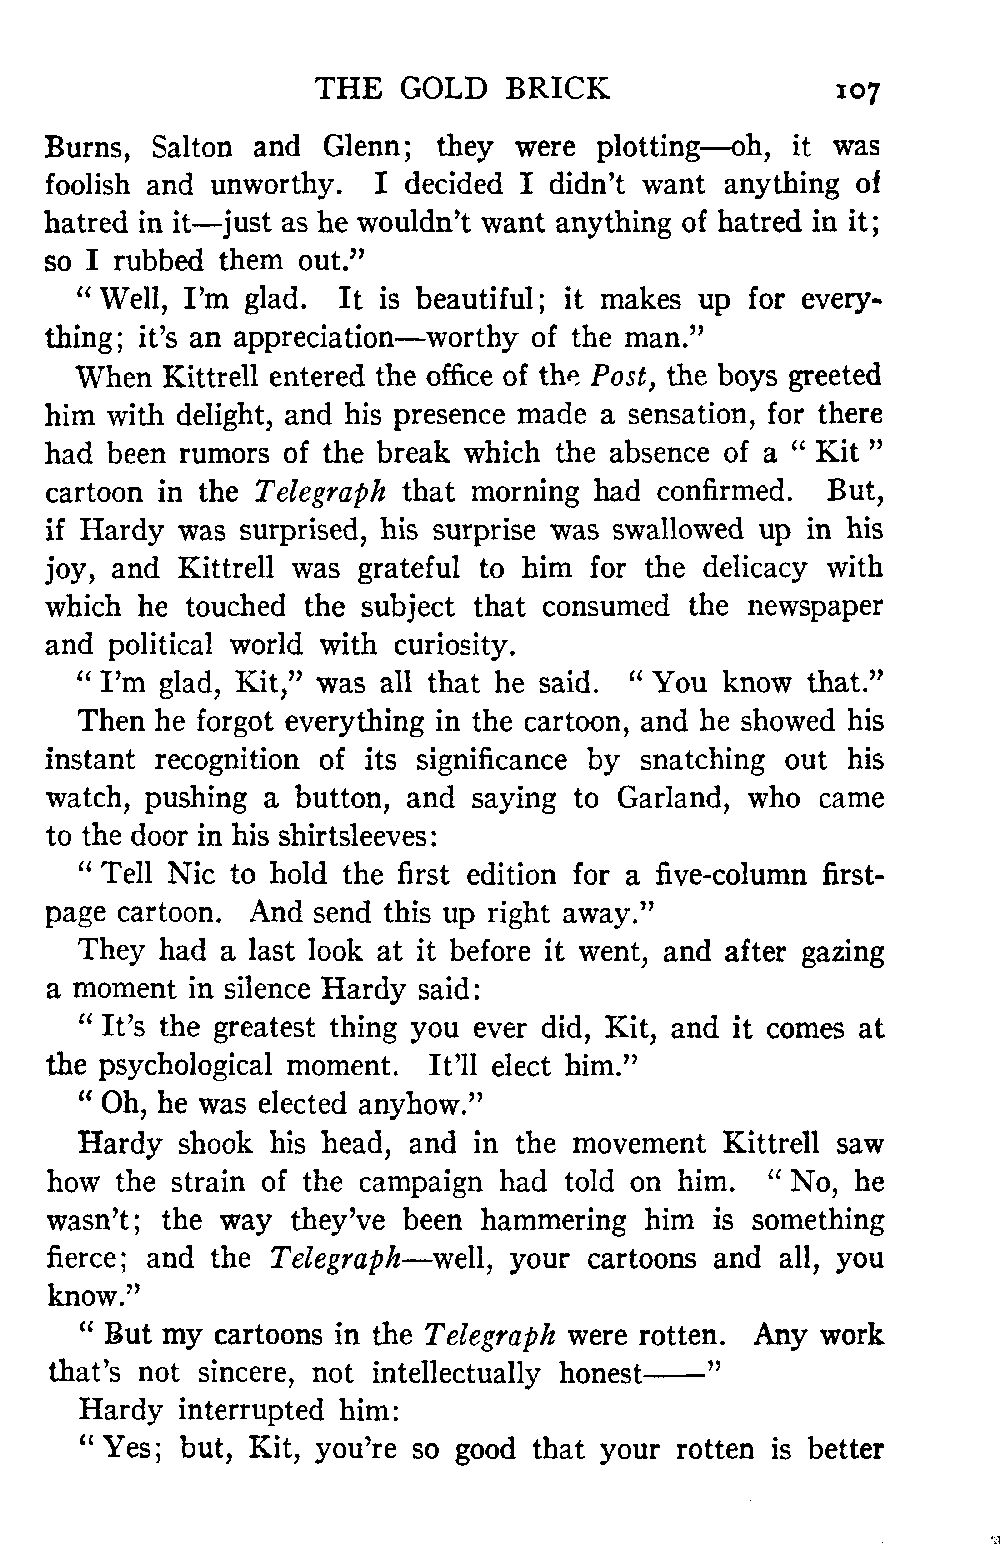 THE GOLD BRICK 107
Burns, Salton and Glenn; they were plotting—oh, it was
foolish and unworthy. I decided I didn't want anything of
hatred in it—just as he wouldn't want anything of hatred in it;
so I rubbed them out."
"Well, I'm glad. It is beautiful; it makes up for every-
thing; it's an appreciation—worthy of the man."
When Kittrell entered the office of the Post, the boys greeted
him with delight, and his presence made a sensation, for there
had been rumors of the break which the absence of a "Kit"
cartoon in the Telegraph that morning had confirmed. But,
if Hardy was surprised, his surprise was swallowed up in his
joy, and Kittrell was grateful to him for the delicacy with
which he touched the subject that consumed the newspaper
and political world with curiosity.
"I'm glad, Kit," was all that he said. "You know that."
Then he forgot everything in the cartoon, and he showed his
instant recognition of its significance by snatching out his
watch, pushing a button, and saying to Garland, who came
to the door in his shirtsleeves:
"Tell Nic to hold the first edition for a five-column first-
page cartoon. And send this up right away."
They had a last look at it before it went, and after gazing
a moment in silence Hardy said:
"It's the greatest thing you ever did, Kit, and it comes at
the psychological moment. It'll elect him."
"Oh, he was elected anyhow."
Hardy shook his head, and in the movement Kittrell saw
how the strain of the campaign had told on him. "No, he
wasn't; the way they've been hammering him is something
fierce; and the Telegraph—well, your cartoons and all, you
know."
"But my cartoons in the Telegraph were rotten. Any work
that's not sincere, not intellectually honest——"
Hardy interrupted him:
"Yes; but, Kit, you're so good that your rotten is better